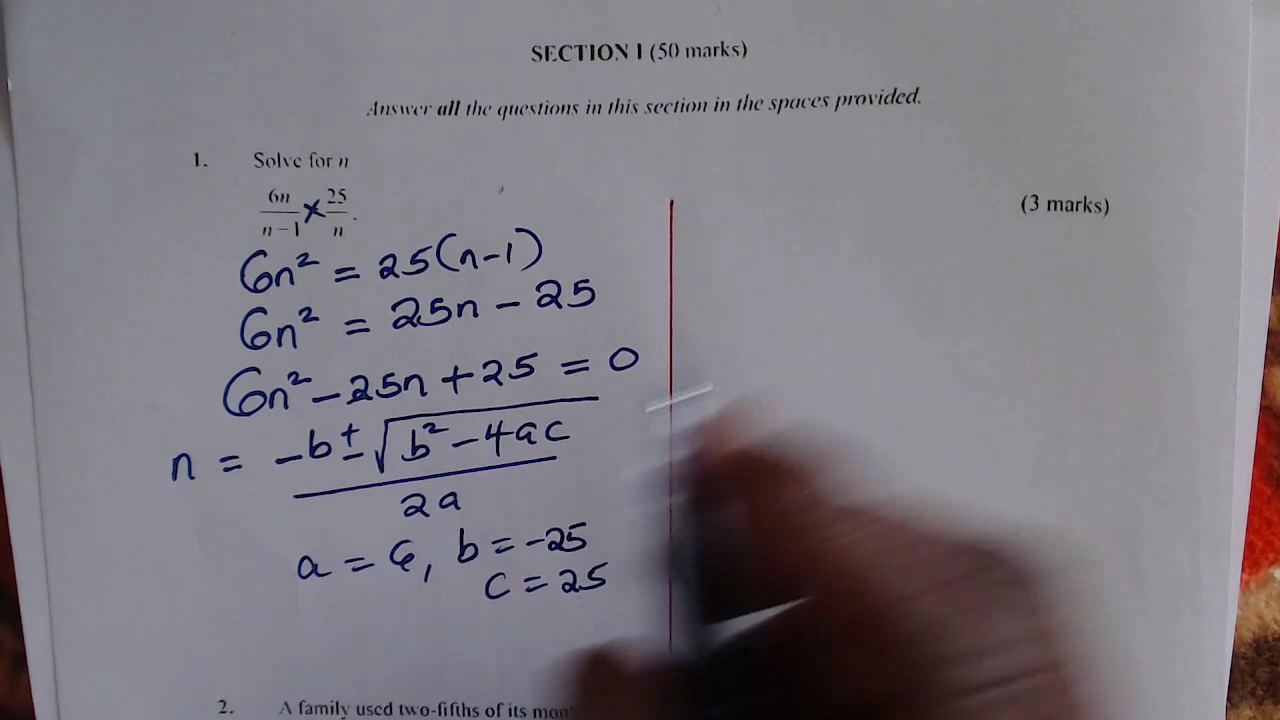 SECTION I (50 marks)
Answer all the questions in this section in the spaces provided.
1. Solve for n
(3 marks)
6n/(n-1) × 25/n.
6n² = 25(n-1)
6n² = 25n - 25
6n² - 25n + 25 = 0
n = (-b ± √(b² - 4ac))/2a
a = 6, b = -25
c = 25
2. A family used two-fifths of its